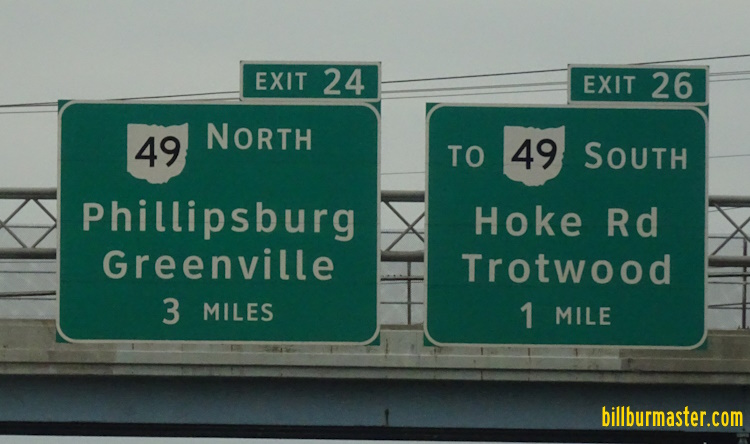 EXIT 24
49 NORTH
Phillipsburg
Greenville
3 MILES
EXIT 26
TO 49 SOUTH
Hoke Rd
Trotwood
1 MILE
billburmaster.com